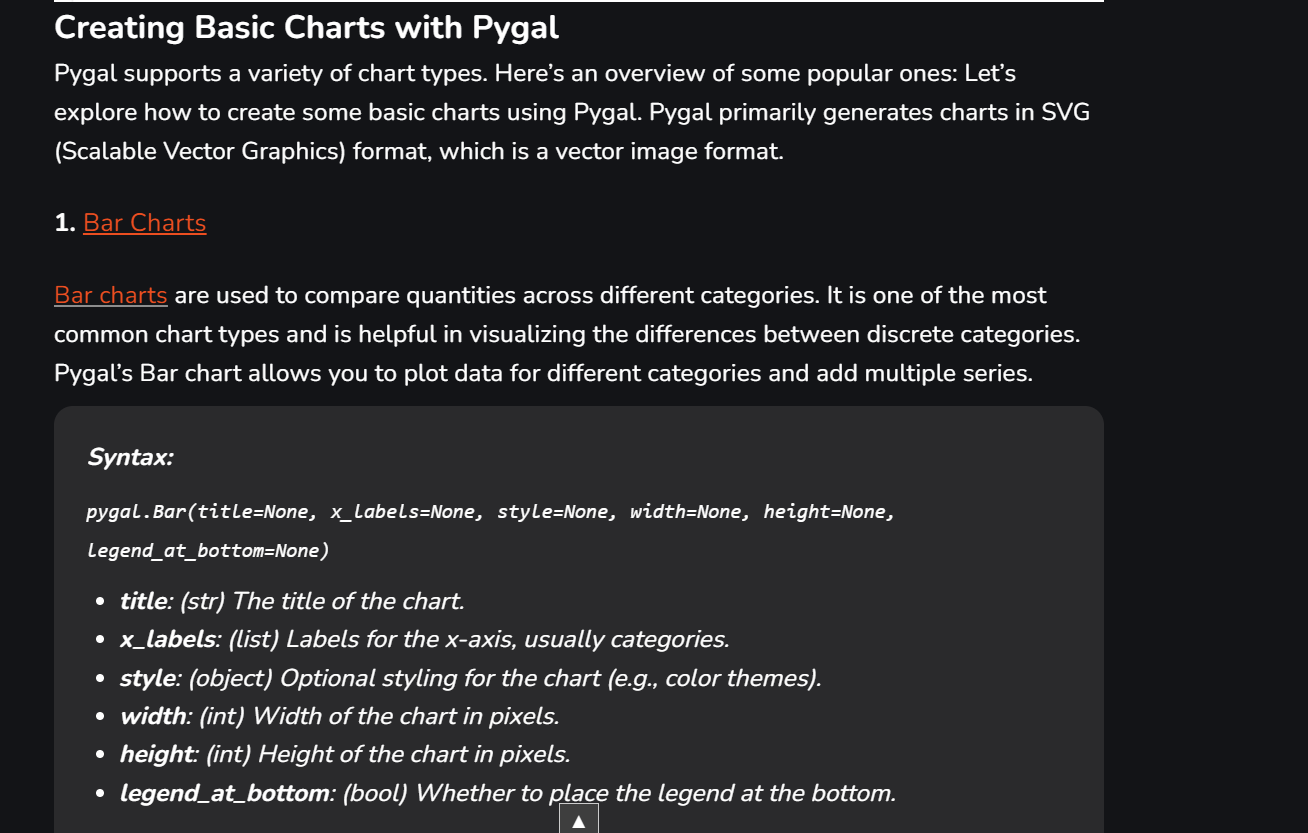 Creating Basic Charts with Pygal
Pygal supports a variety of chart types. Here’s an overview of some popular ones: Let’s
explore how to create some basic charts using Pygal. Pygal primarily generates charts in SVG
(Scalable Vector Graphics) format, which is a vector image format.
1. Bar Charts
Bar charts are used to compare quantities across different categories. It is one of the most
common chart types and is helpful in visualizing the differences between discrete categories.
Pygal’s Bar chart allows you to plot data for different categories and add multiple series.
Syntax:
pygal.Bar(title=None, x_labels=None, style=None, width=None, height=None,
legend_at_bottom=None)
• title: (str) The title of the chart.
• x_labels: (list) Labels for the x-axis, usually categories.
• style: (object) Optional styling for the chart (e.g., color themes).
• width: (int) Width of the chart in pixels.
• height: (int) Height of the chart in pixels.
• legend_at_bottom: (bool) Whether to place the legend at the bottom.